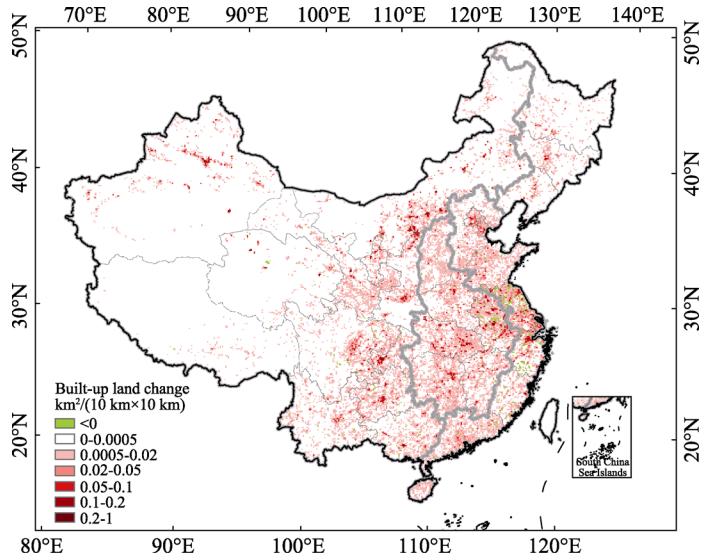 70°E 80°E 90°E 100°E 110°E 120°E 130°E 140°E
50°N 50°N
40°N 40°N
30°N 30°N
20°N 20°N
Built-up land change
km²/(10 km×10 km)
<0
0-0.0005
0.0005-0.02
0.02-0.05
0.05-0.1
0.1-0.2
0.2-1
South China
Sea Islands
80°E 90°E 100°E 110°E 120°E